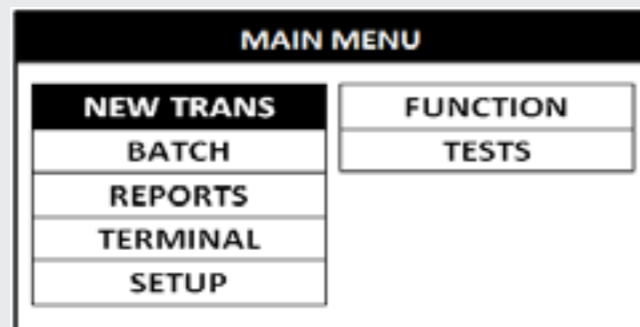 MAIN MENU
NEW TRANS
BATCH
REPORTS
TERMINAL
SETUP
FUNCTION
TESTS